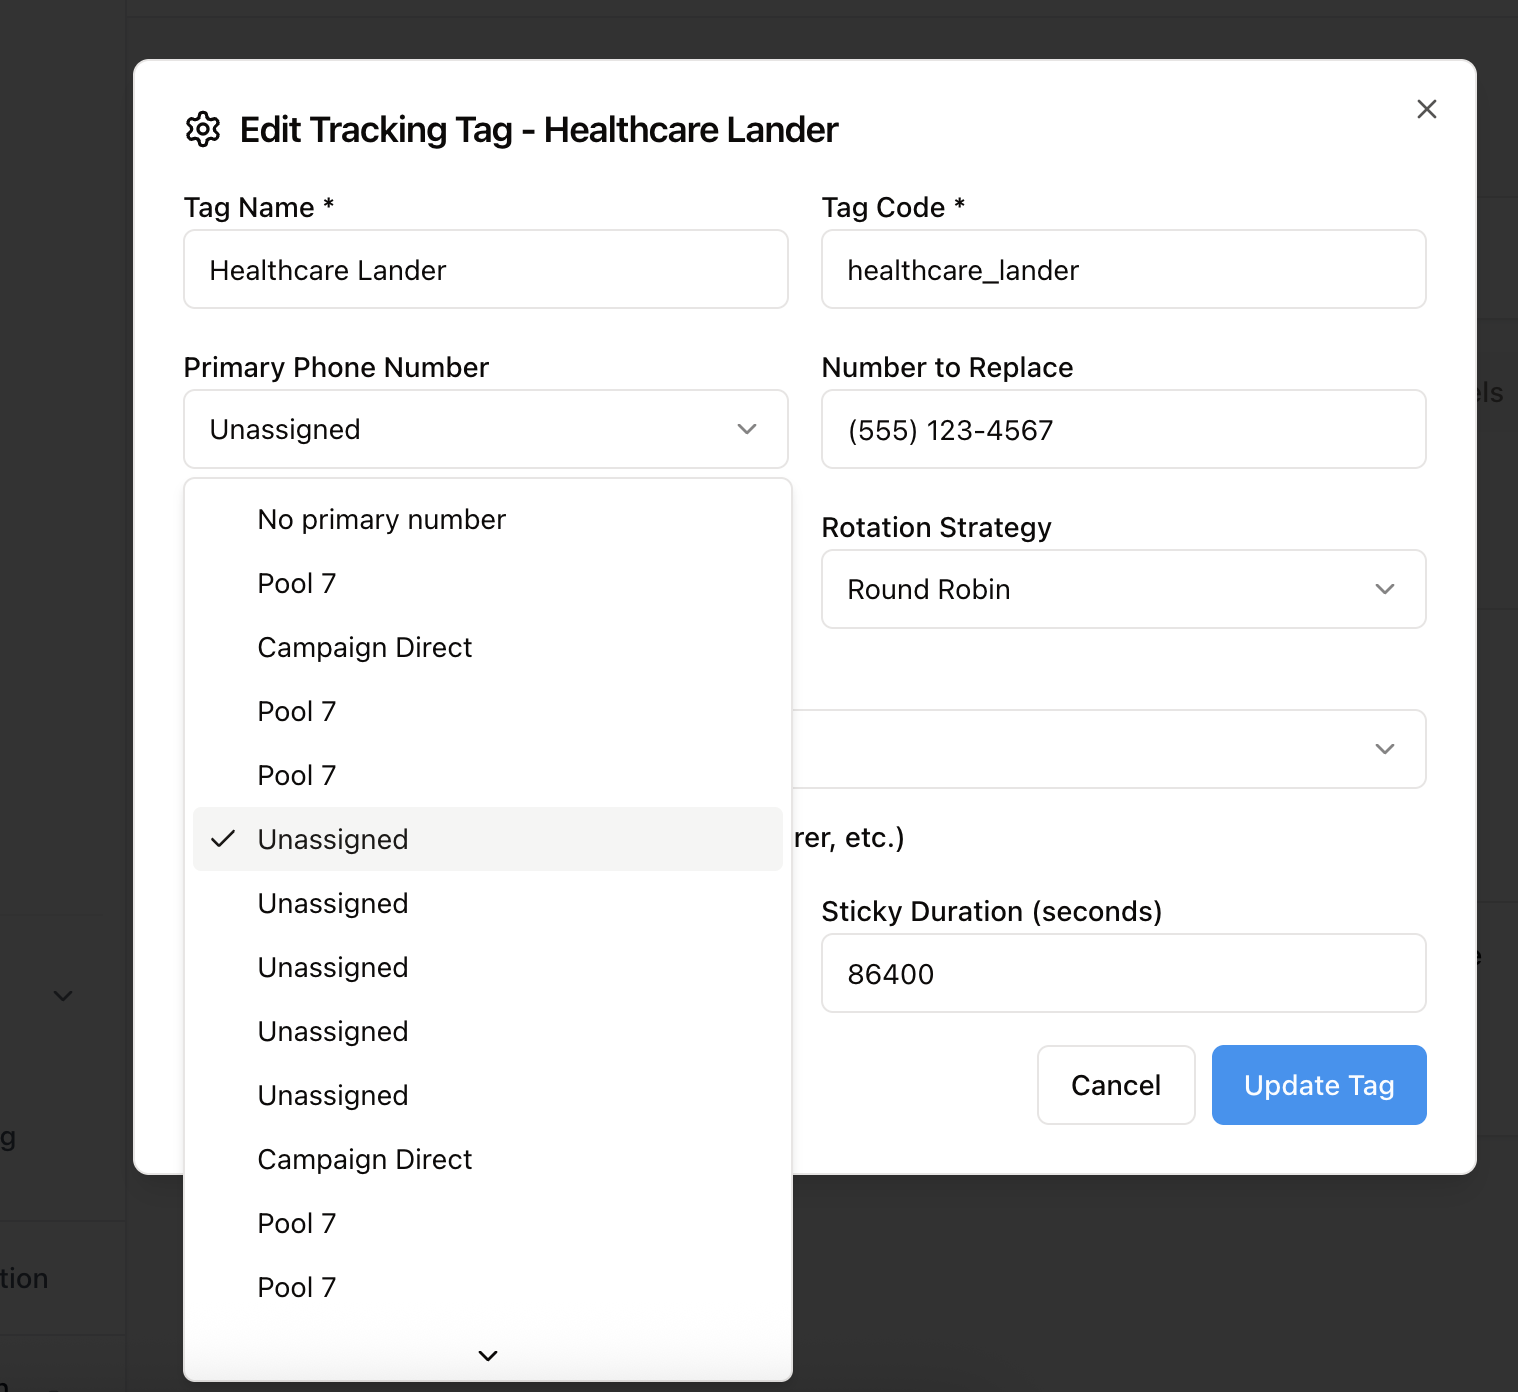 Edit Tracking Tag - Healthcare Lander
Tag Name *
Tag Code *
Healthcare Lander
healthcare_lander
Primary Phone Number
Number to Replace
Unassigned
(555) 123-4567
No primary number
Rotation Strategy
Pool 7
Round Robin
Campaign Direct
Pool 7
Pool 7
Unassigned
rer, etc.)
Unassigned
Sticky Duration (seconds)
Unassigned
86400
Unassigned
Unassigned
Cancel
Update Tag
Campaign Direct
Pool 7
Pool 7
els
g
tion